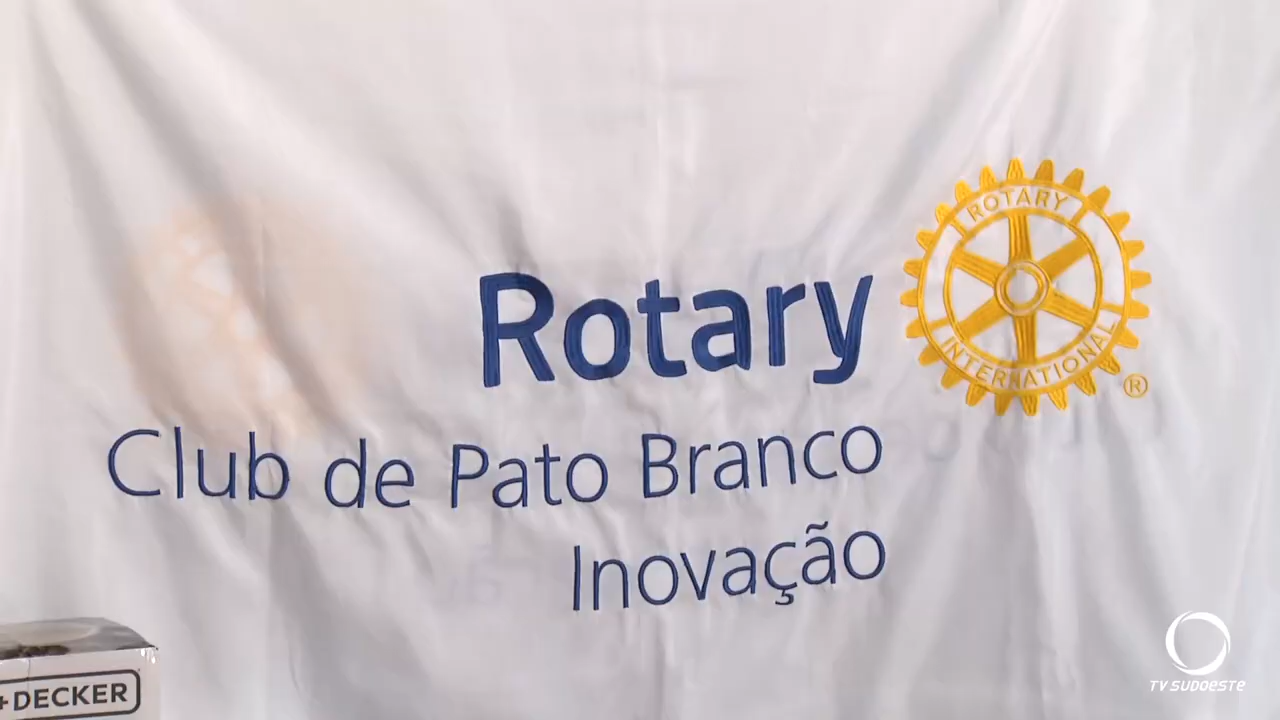 Rotary
ROTARY
INTERNATIONAL
®
Club de Pato Branco
Inovação
+DECKER
TV SUDOESTE